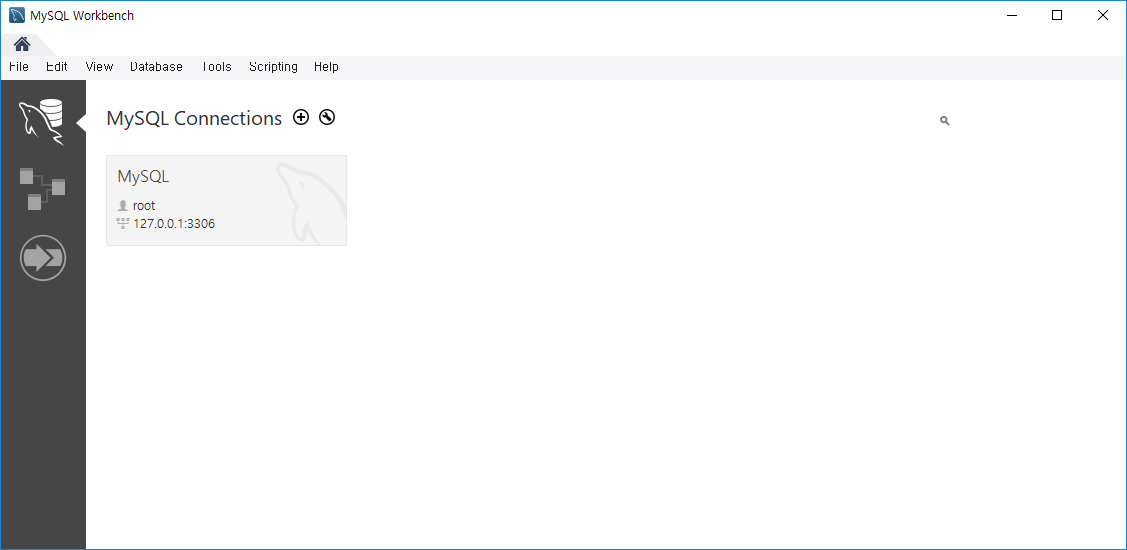 MySQL Workbench
File Edit View Database Tools Scripting Help
MySQL Connections
MySQL
root
127.0.0.1:3306